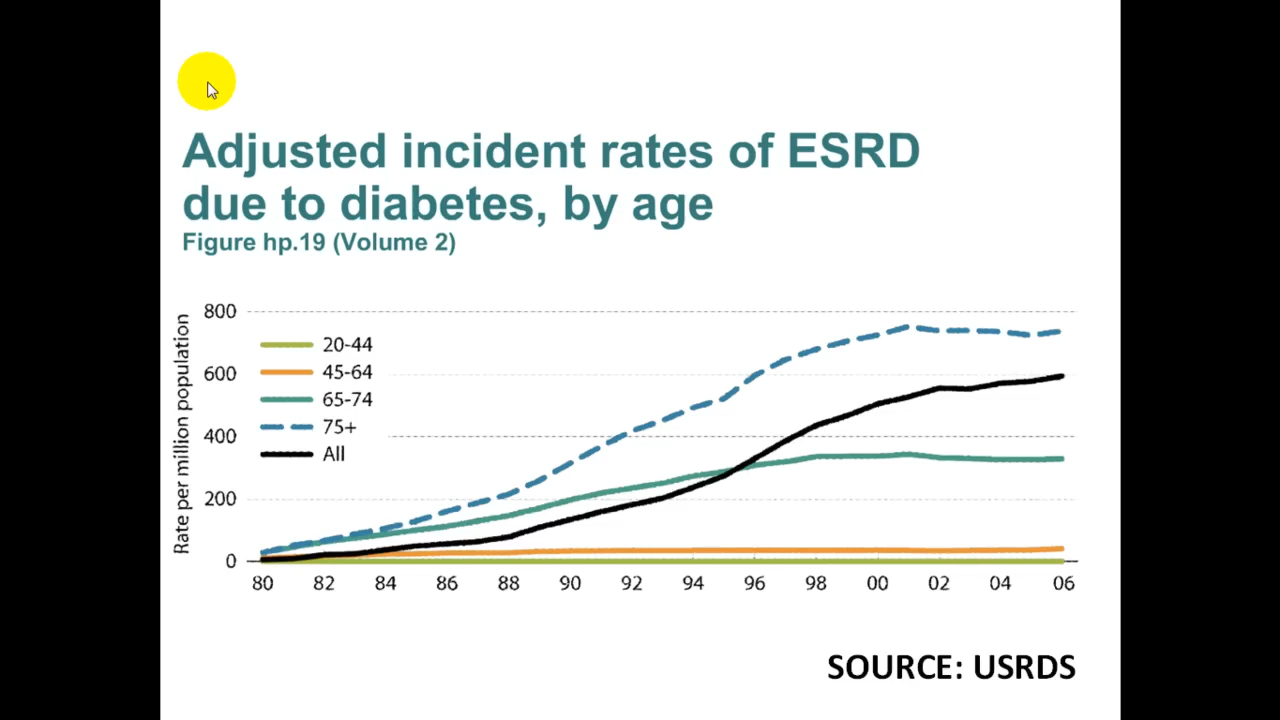 Adjusted incident rates of ESRD
due to diabetes, by age
Figure hp.19 (Volume 2)
Rate per million population
800
600
400
200
0
20-44
45-64
65-74
75+
All
80 82 84 86 88 90 92 94 96 98 00 02 04 06
SOURCE: USRDS